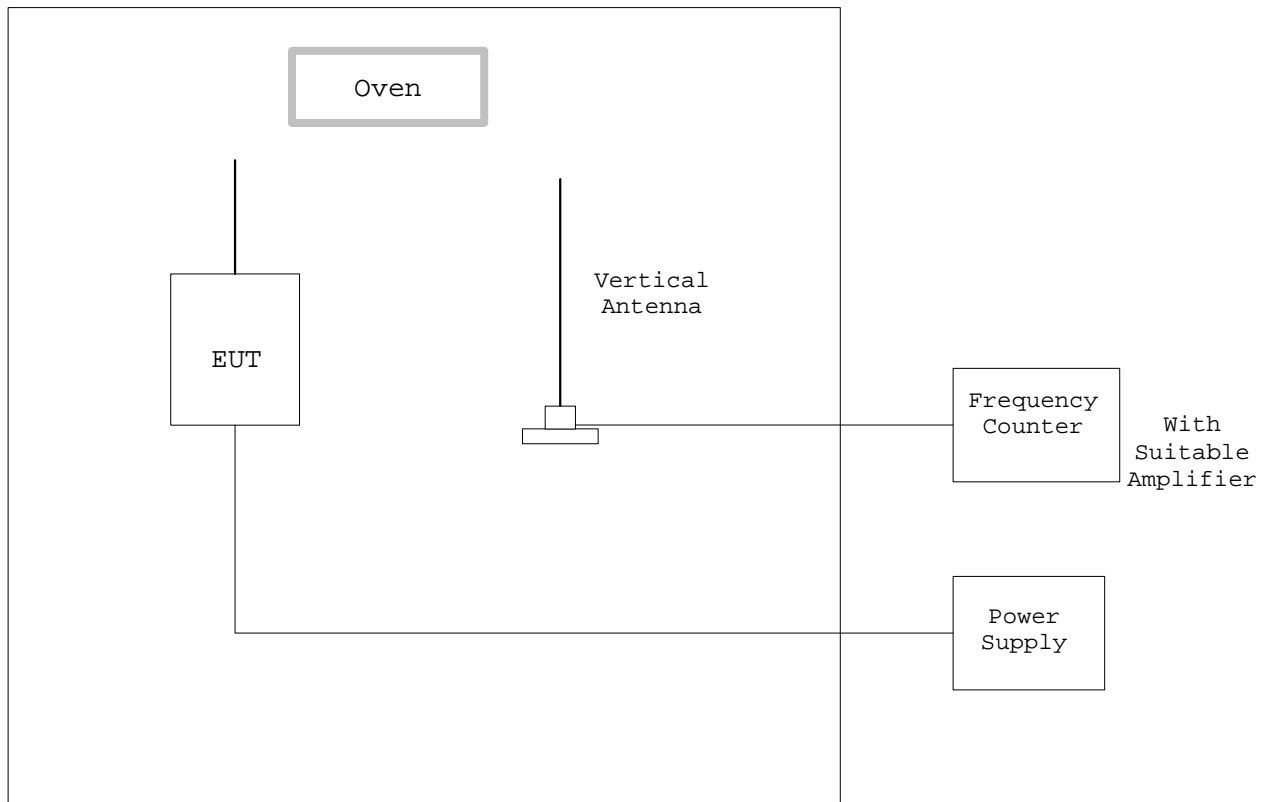 Oven
Vertical
Antenna
EUT
Frequency
Counter
With
Suitable
Amplifier
Power
Supply